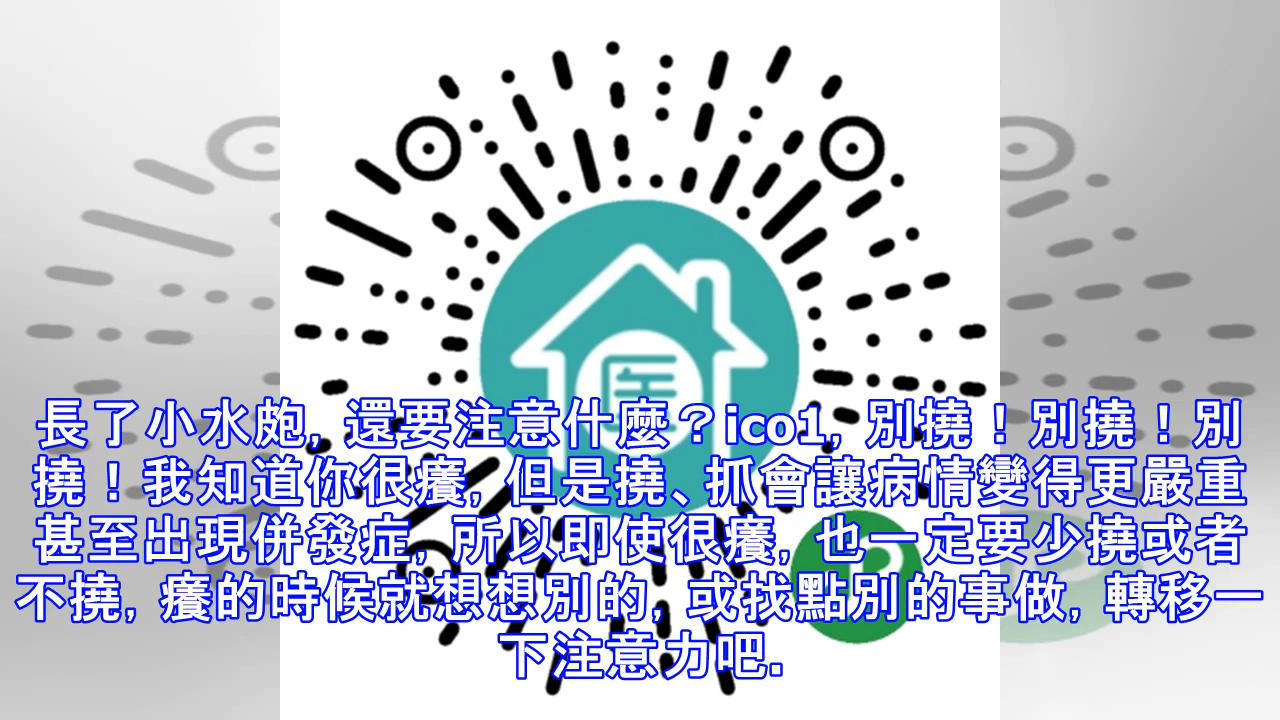 医
長了小水皰, 還要注意什麼？ico1, 別撓！別撓！別
撓！我知道你很癢, 但是撓、抓會讓病情變得更嚴重
甚至出現併發症, 所以即使很癢, 也一定要少撓或者
不撓, 癢的時候就想想別的, 或找點別的事做, 轉移一
下注意力吧.